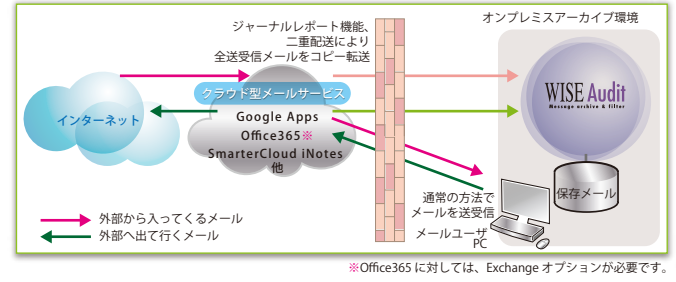 ジャーナルレポート機能、
二重配送により
全送受信メールをコピー転送
オンプレミスアーカイブ環境
クラウド型メールサービス
インターネット
Google Apps
Office365※
SmarterCloud iNotes
他
WISE Audit
Message archive & filter
保存メール
通常の方法で
メールを送受信
メールユーザ
PC
外部から入ってくるメール
外部へ出て行くメール
※Office365 に対しては、Exchange オプションが必要です。